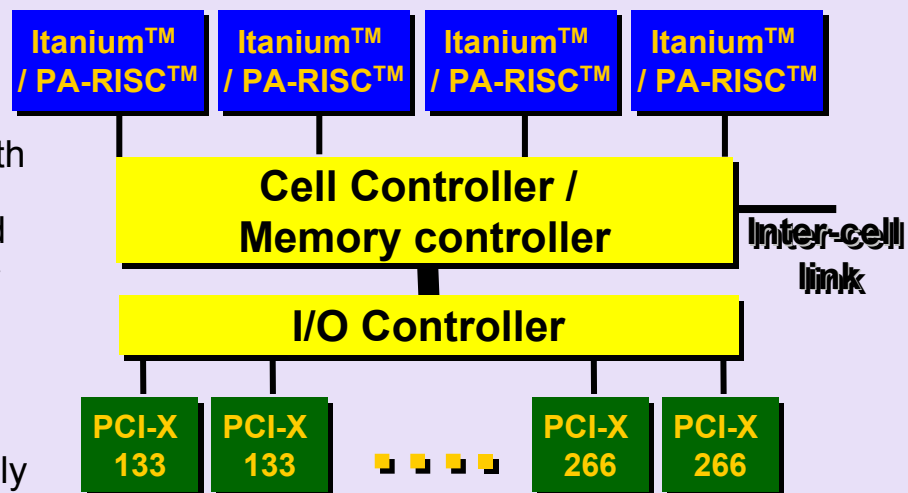 Itanium™ Itanium™ Itanium™ Itanium™
/ PA-RISC™ / PA-RISC™ / PA-RISC™ / PA-RISC™
Cell Controller /
Memory controller
Inter-cell
link
I/O Controller
PCI-X PCI-X PCI-X PCI-X
133 133 .... 266 266